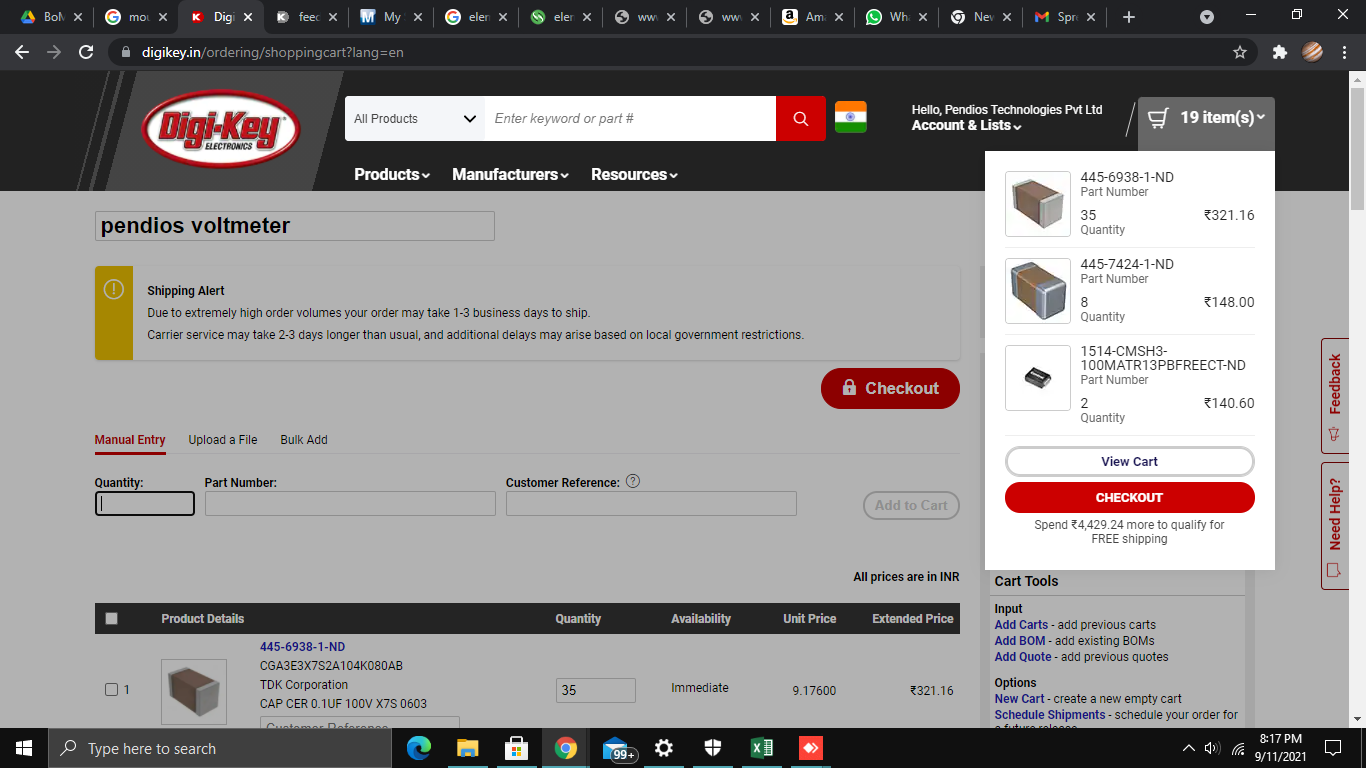 BoM
mou
Digi
feec
My
elen
elen
www
www
Ama
Wha
New
Spre
digikey.in/ordering/shoppingcart?lang=en
Digi-Key
ELECTRONICS
All Products
Enter keyword or part #
Hello, Pendios Technologies Pvt Ltd
Account & Lists
19 item(s)
Products
Manufacturers
Resources
445-6938-1-ND
Part Number
35
₹321.16
Quantity
445-7424-1-ND
Part Number
8
₹148.00
Quantity
1514-CMSH3-
100MATR13PBFREECT-ND
Part Number
2
₹140.60
Quantity
View Cart
CHECKOUT
Spend ₹4,429.24 more to qualify for
FREE shipping
pendios voltmeter
Shipping Alert
Due to extremely high order volumes your order may take 1-3 business days to ship.
Carrier service may take 2-3 days longer than usual, and additional delays may arise based on local government restrictions.
Checkout
Manual Entry
Upload a File
Bulk Add
Quantity:
Part Number:
Customer Reference:
Add to Cart
All prices are in INR
Product Details
Quantity
Availability
Unit Price
Extended Price
1
445-6938-1-ND
CGA3E3X7S2A104K080AB
TDK Corporation
CAP CER 0.1UF 100V X7S 0603
Customer Reference
35
Immediate
9.17600
₹321.16
Feedback
Need Help?
Cart Tools
Input
Add Carts - add previous carts
Add BOM - add existing BOMs
Add Quote - add previous quotes
Options
New Cart - create a new empty cart
Schedule Shipments - schedule your order for
a future release
Type here to search
99+
8:17 PM
9/11/2021